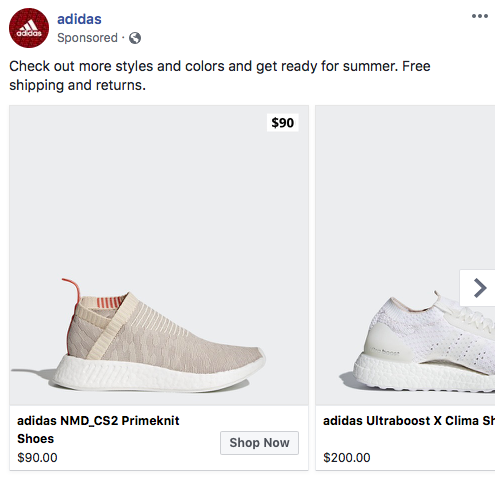 adidas
adidas
Sponsored ·
Check out more styles and colors and get ready for summer. Free
shipping and returns.
$90
adidas NMD_CS2 Primeknit
Shoes
$90.00
Shop Now
adidas Ultraboost X Clima Sh
$200.00